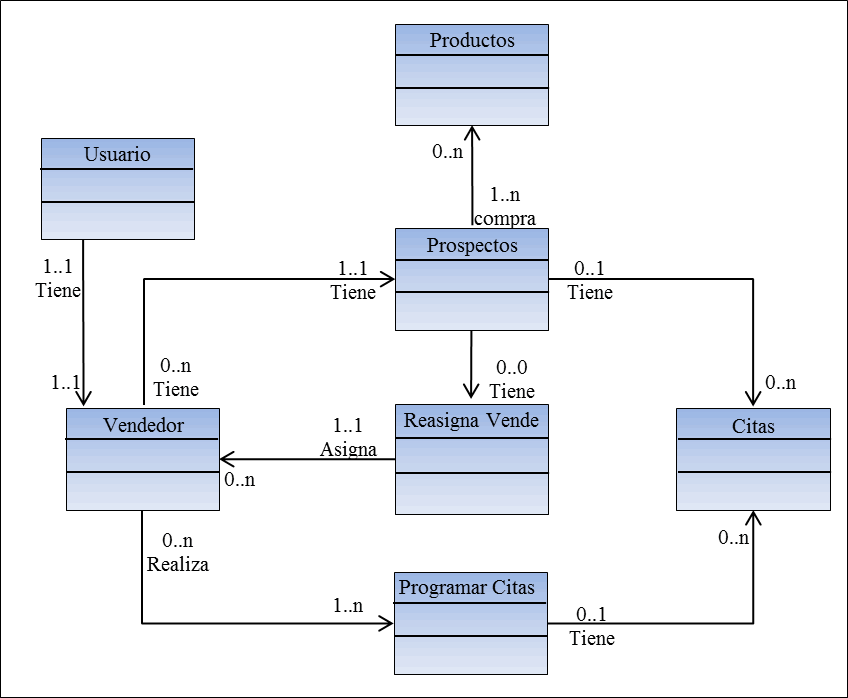 Productos
0..n
1..n
compra
Usuario
Prospectos
1..1
Tiene
1..1
Tiene
0..1
Tiene
0..n
Tiene
1..1
0..0
Tiene
0..n
Vendedor
Reasigna Vende
Citas
1..1
Asigna
0..n
0..n
Realiza
0..n
Programar Citas
1..n
0..1
Tiene